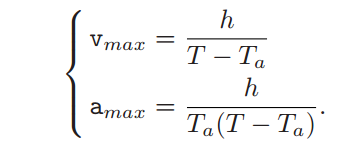 v_max = h / (T − T_a)
a_max = h / (T_a(T − T_a)).